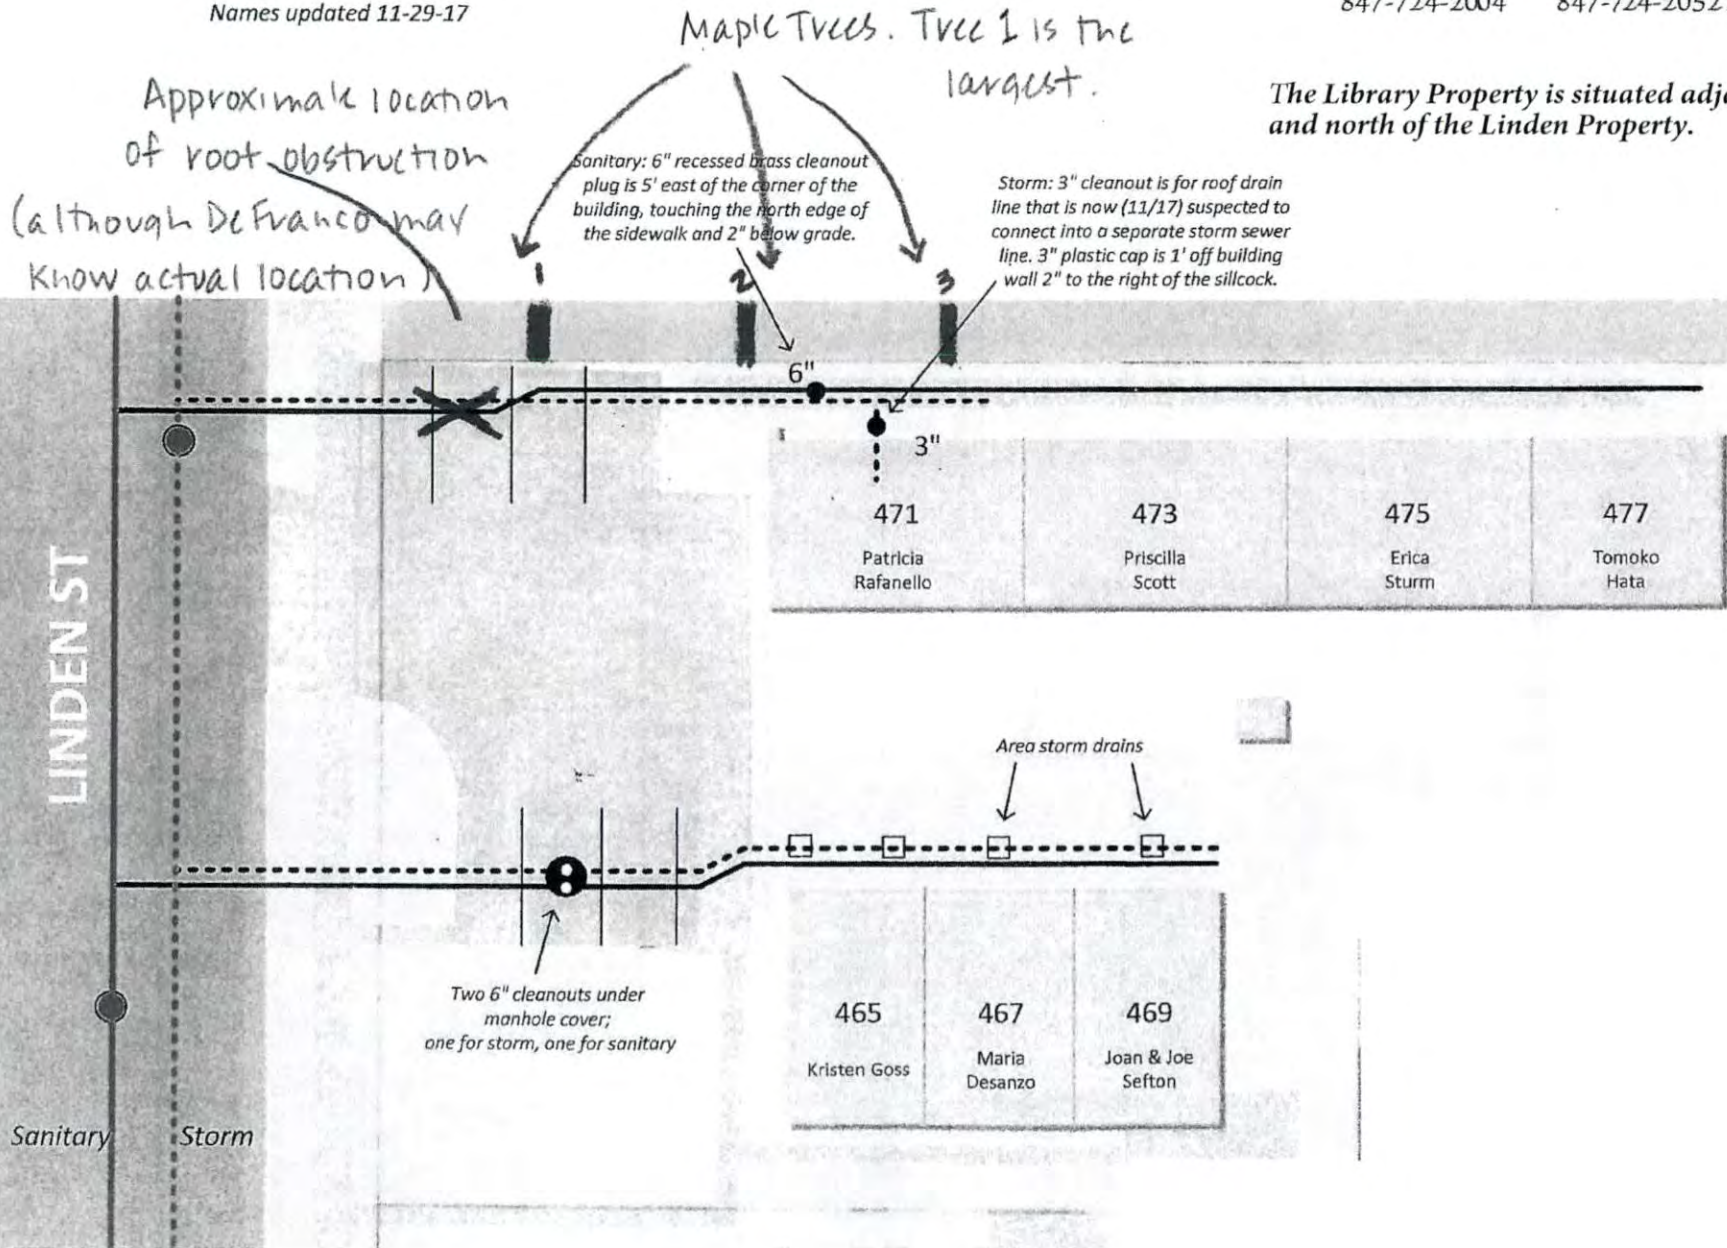 Names updated 11-29-17
Maple Trees. Tree 1 is the
largest.
847-724-2004 847-724-2052
The Library Property is situated adj
and north of the Linden Property.
Approximate location
of root obstruction
(although DeFranco may
know actual location)
Sanitary: 6" recessed brass cleanout
plug is 5' east of the corner of the
building, touching the north edge of
the sidewalk and 2" below grade.
Storm: 3" cleanout is for roof drain
line that is now (11/17) suspected to
connect into a separate storm sewer
line. 3" plastic cap is 1' off building
wall 2" to the right of the sillcock.
1
2
3
6"
3"
471
Patricia
Rafanello
473
Priscilla
Scott
475
Erica
Sturm
477
Tomoko
Hata
LINDEN ST
Area storm drains
Two 6" cleanouts under
manhole cover;
one for storm, one for sanitary
465
Kristen Goss
467
Maria
Desanzo
469
Joan & Joe
Sefton
Sanitary
Storm